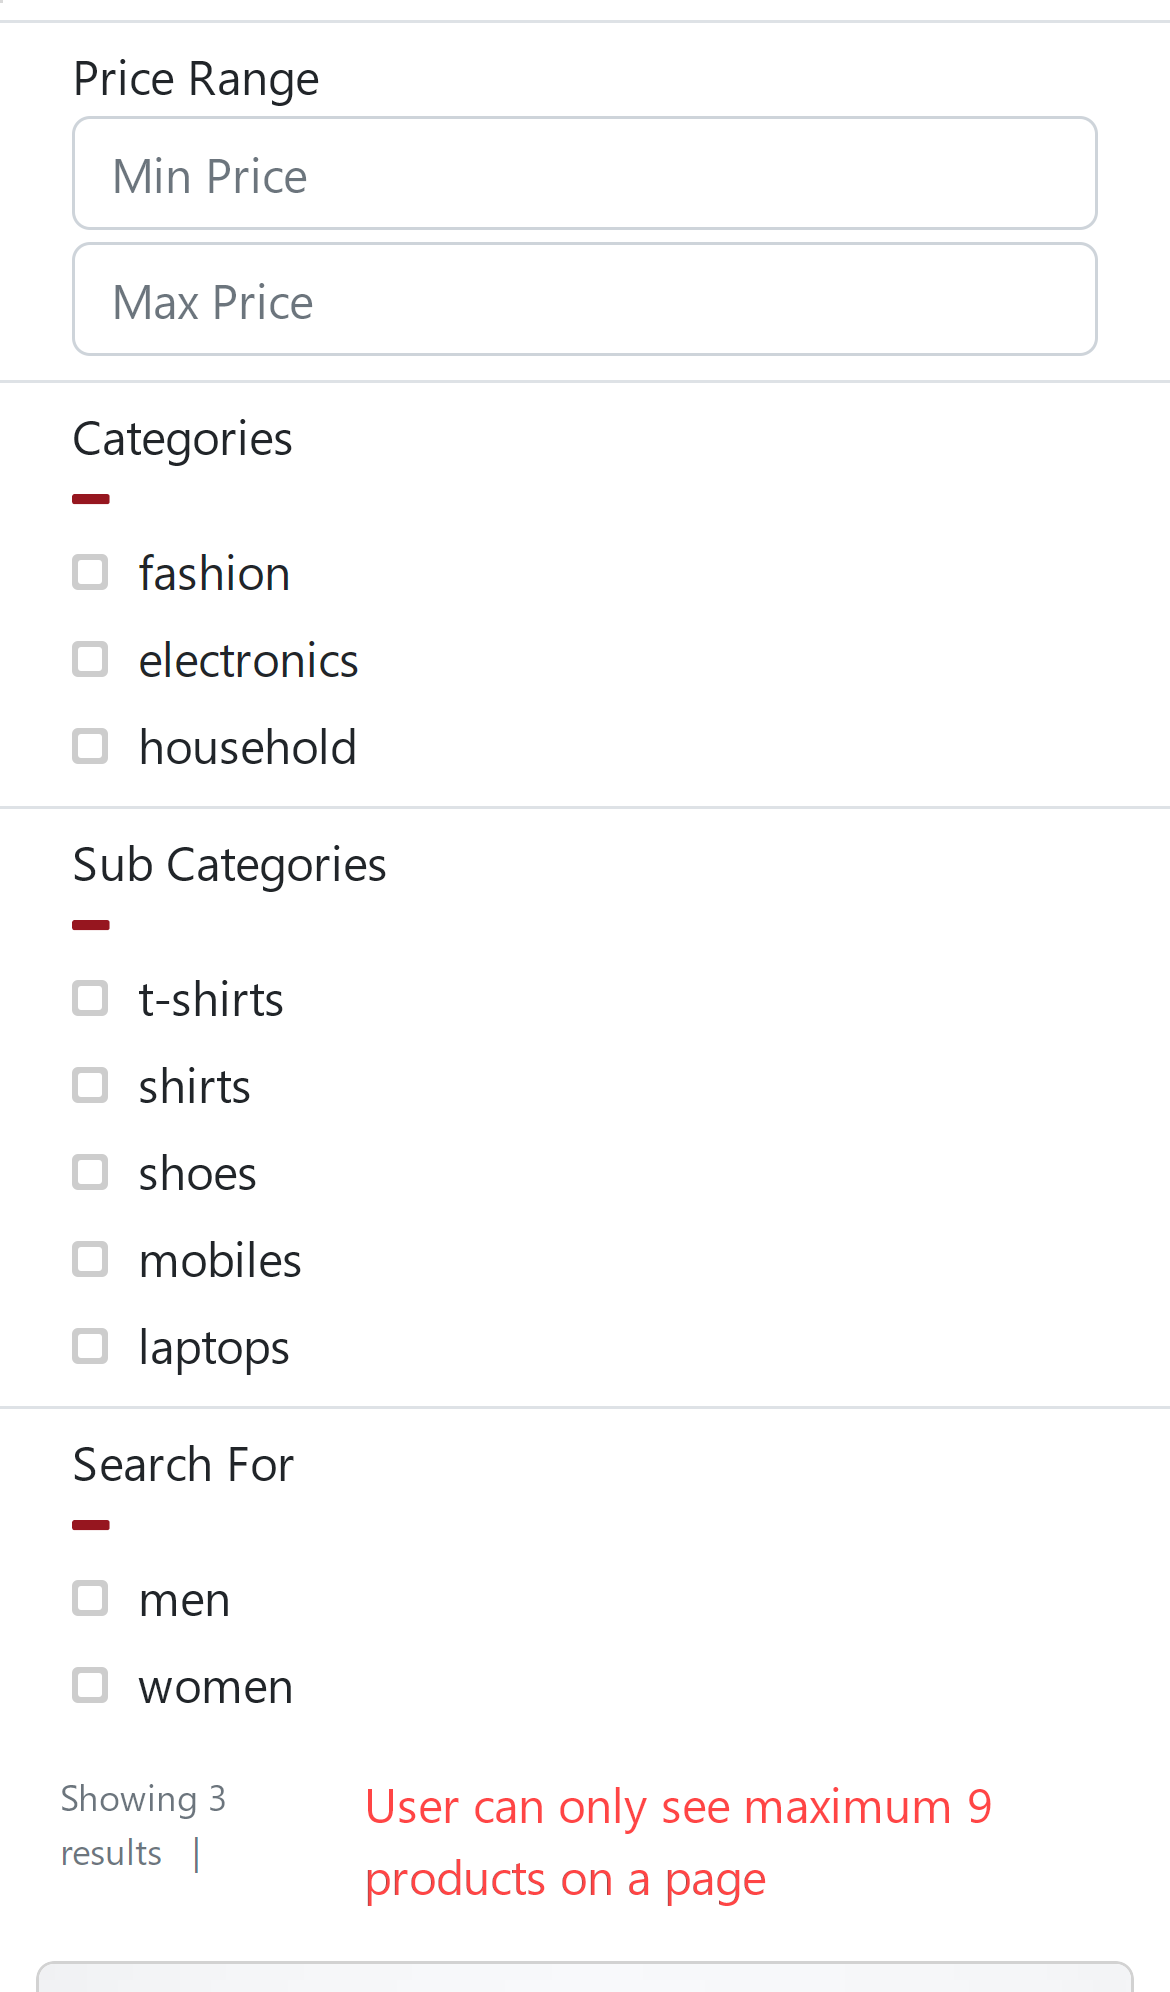 Price Range
Min Price
Max Price
Categories
fashion
electronics
household
Sub Categories
t-shirts
shirts
shoes
mobiles
laptops
Search For
men
women
Showing 3
results |
User can only see maximum 9
products on a page